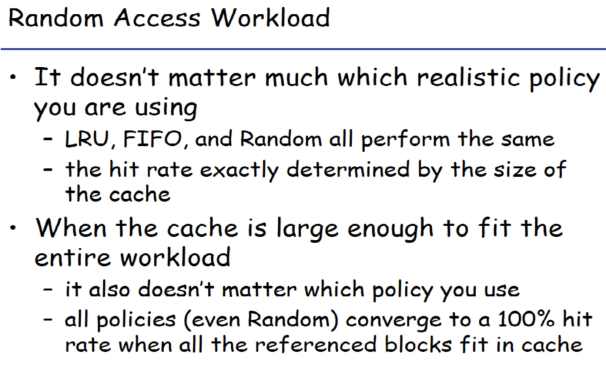 Random Access Workload
• It doesn't matter much which realistic policy
you are using
– LRU, FIFO, and Random all perform the same
– the hit rate exactly determined by the size of
the cache
• When the cache is large enough to fit the
entire workload
– it also doesn't matter which policy you use
– all policies (even Random) converge to a 100% hit
rate when all the referenced blocks fit in cache